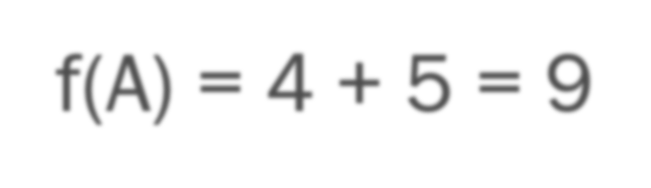 f(A) = 4 + 5 = 9